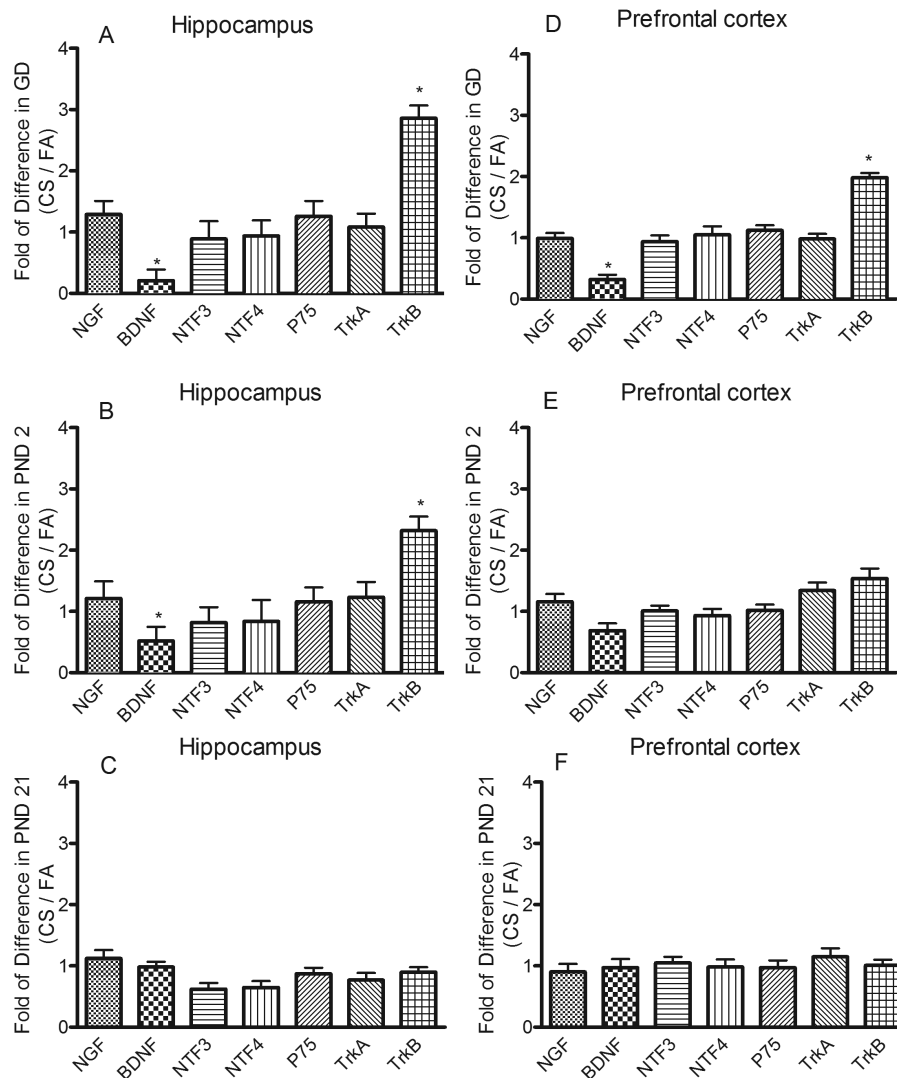 A
Hippocampus
Fold of Difference in GD
(CS / FA)
4
3
2
1
0
*
*
NGF
BDNF
NTF3
NTF4
P75
TrkA
TrkB
D
Prefrontal cortex
Fold of Difference in GD
(CS / FA)
4
3
2
1
0
*
*
NGF
BDNF
NTF3
NTF4
P75
TrkA
TrkB
B
Hippocampus
Fold of Difference in PND 2
(CS / FA)
4
3
2
1
0
*
*
NGF
BDNF
NTF3
NTF4
P75
TrkA
TrkB
E
Prefrontal cortex
Fold of Difference in PND 2
(CS / FA)
4
3
2
1
0
NGF
BDNF
NTF3
NTF4
P75
TrkA
TrkB
C
Hippocampus
Fold of Difference in PND 21
(CS / FA
4
3
2
1
0
NGF
BDNF
NTF3
NTF4
P75
TrkA
TrkB
F
Prefrontal cortex
Fold of Difference in PND 21
(CS / FA)
4
3
2
1
0
NGF
BDNF
NTF3
NTF4
P75
TrkA
TrkB